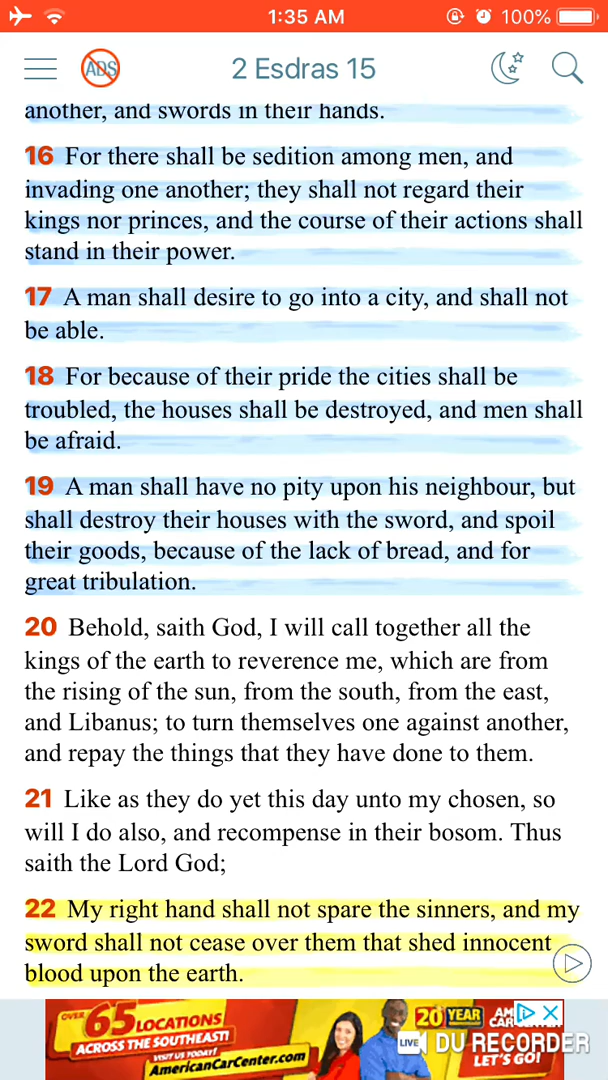 1:35 AM
100%
ADS
2 Esdras 15
another, and swords in their hands.
16 For there shall be sedition among men, and
invading one another; they shall not regard their
kings nor princes, and the course of their actions shall
stand in their power.
17 A man shall desire to go into a city, and shall not
be able.
18 For because of their pride the cities shall be
troubled, the houses shall be destroyed, and men shall
be afraid.
19 A man shall have no pity upon his neighbour, but
shall destroy their houses with the sword, and spoil
their goods, because of the lack of bread, and for
great tribulation.
20 Behold, saith God, I will call together all the
kings of the earth to reverence me, which are from
the rising of the sun, from the south, from the east,
and Libanus; to turn themselves one against another,
and repay the things that they have done to them.
21 Like as they do yet this day unto my chosen, so
will I do also, and recompense in their bosom. Thus
saith the Lord God;
22 My right hand shall not spare the sinners, and my
sword shall not cease over them that shed innocent
blood upon the earth.
OVER 65 LOCATIONS
ACROSS THE SOUTHEAST!
VISIT US TODAY!
AmericanCarCenter.com
20 YEAR
LIVE DU RECORDER
LET'S GO!